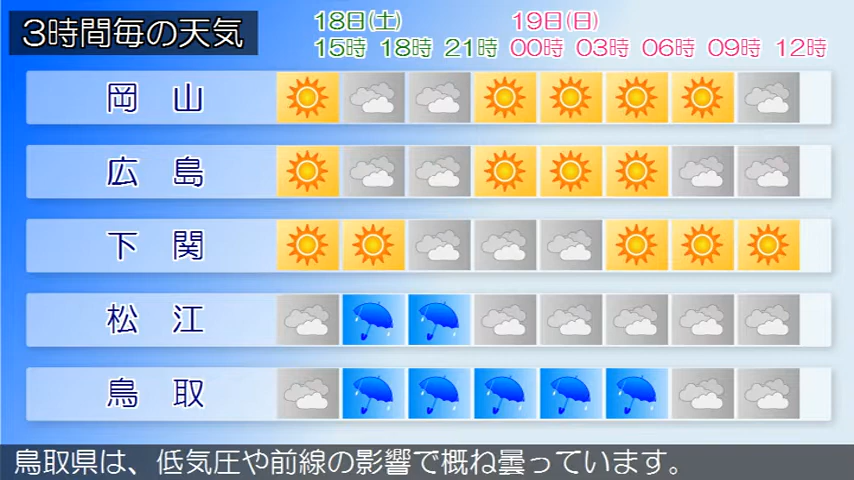 3時間毎の天気
18日(土) 19日(日)
15時 18時 21時 00時 03時 06時 09時 12時
岡 山
広 島
下 関
松 江
鳥 取
鳥取県は、低気圧や前線の影響で概ね曇っています。